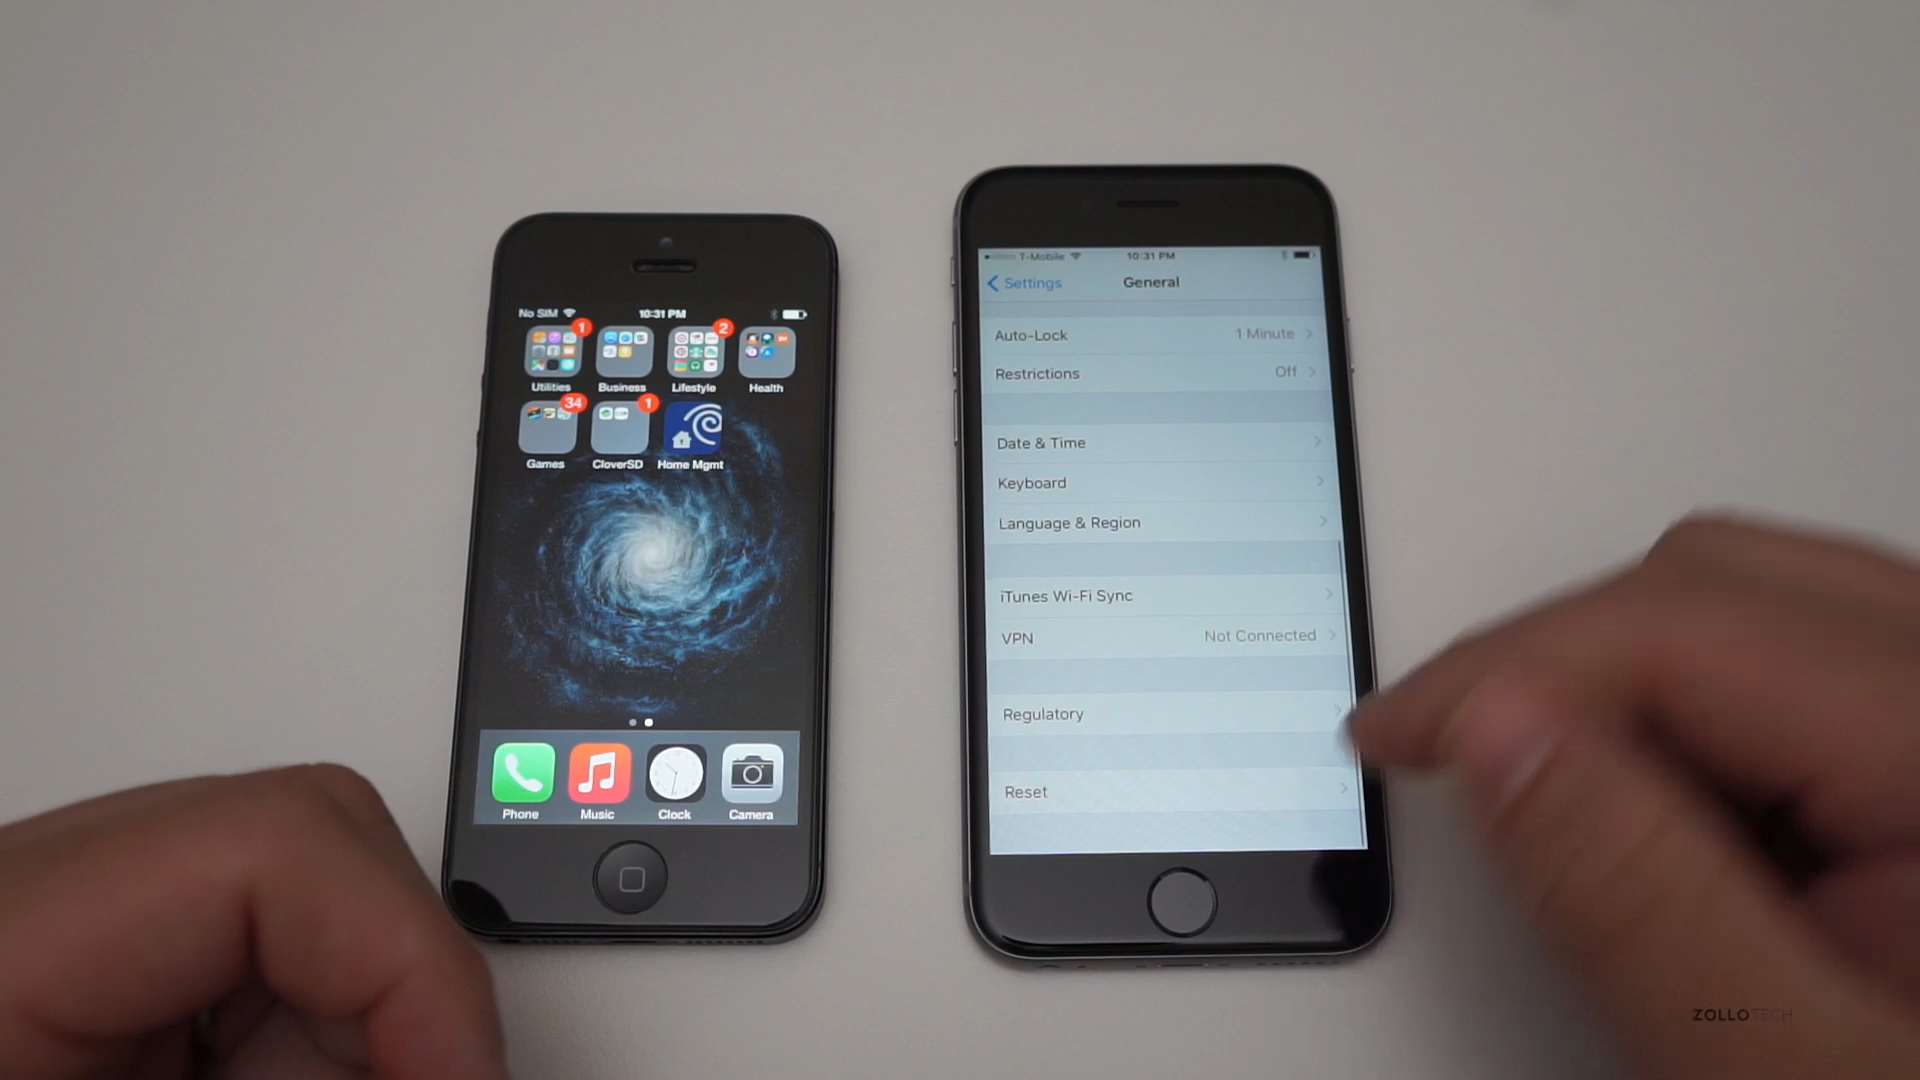 No SIM 10:31 PM
1
2
Utilities Business Lifestyle Health
34
1
Games CloverSD Home Mgmt
Phone Music Clock Camera
T-Mobile 10:31 PM
Settings General
Auto-Lock 1 Minute
Restrictions Off
Date & Time
Keyboard
Language & Region
iTunes Wi-Fi Sync
VPN Not Connected
Regulatory
Reset
ZOLLOTECH